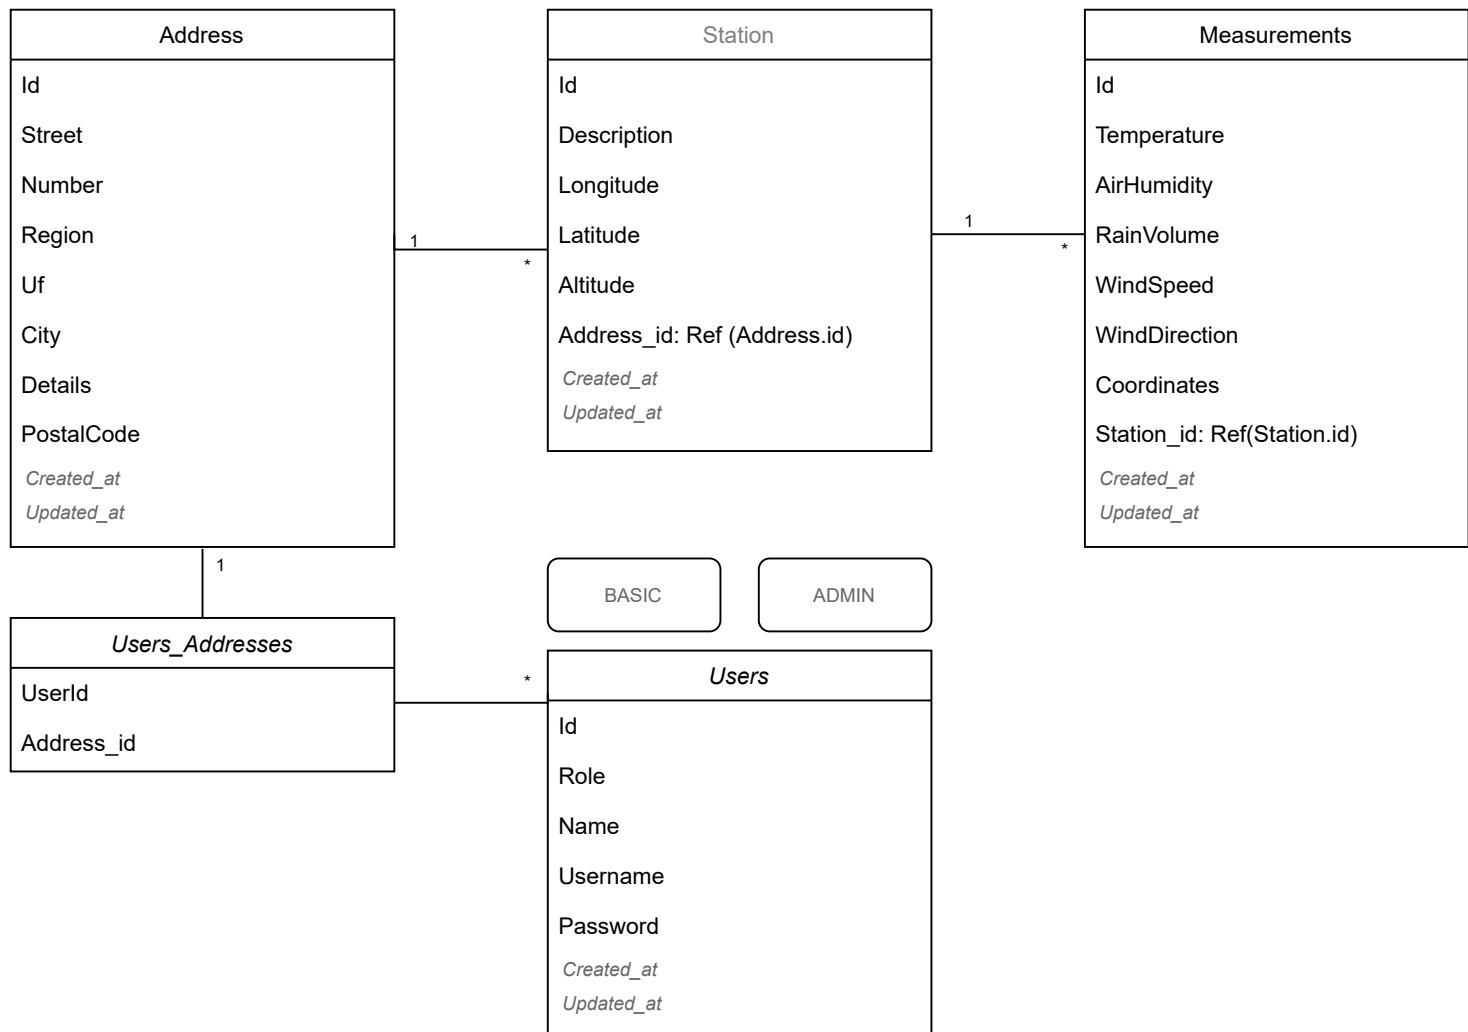 Address
Id
Street
Number
Region
Uf
City
Details
PostalCode
Created_at
Updated_at
1
*
Station
Id
Description
Longitude
Latitude
Altitude
Address_id: Ref (Address.id)
Created_at
Updated_at
1
*
Measurements
Id
Temperature
AirHumidity
RainVolume
WindSpeed
WindDirection
Coordinates
Station_id: Ref(Station.id)
Created_at
Updated_at
1
Users_Addresses
UserId
Address_id
*
BASIC
ADMIN
Users
Id
Role
Name
Username
Password
Created_at
Updated_at